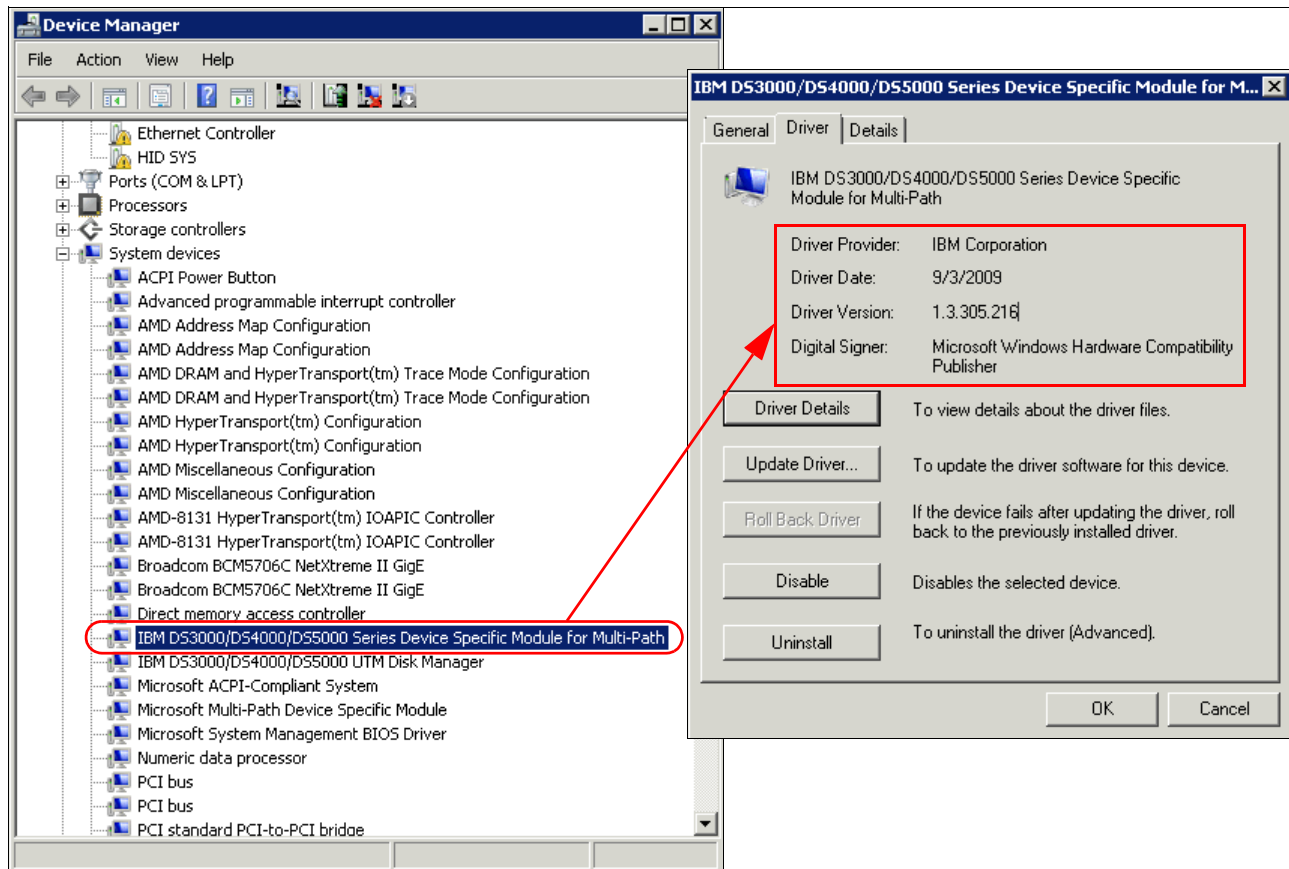 Device Manager
File Action View Help
Ethernet Controller
HID SYS
Ports (COM & LPT)
Processors
Storage controllers
System devices
ACPI Power Button
Advanced programmable interrupt controller
AMD Address Map Configuration
AMD Address Map Configuration
AMD DRAM and HyperTransport(tm) Trace Mode Configuration
AMD DRAM and HyperTransport(tm) Trace Mode Configuration
AMD HyperTransport(tm) Configuration
AMD HyperTransport(tm) Configuration
AMD Miscellaneous Configuration
AMD Miscellaneous Configuration
AMD-8131 HyperTransport(tm) IOAPIC Controller
AMD-8131 HyperTransport(tm) IOAPIC Controller
Broadcom BCM5706C NetXtreme II GigE
Broadcom BCM5706C NetXtreme II GigE
Direct memory access controller
IBM DS3000/DS4000/DS5000 Series Device Specific Module for Multi-Path
IBM DS3000/DS4000/DS5000 UTM Disk Manager
Microsoft ACPI-Compliant System
Microsoft Multi-Path Device Specific Module
Microsoft System Management BIOS Driver
Numeric data processor
PCI bus
PCI bus
PCI standard PCI-to-PCI bridge
IBM DS3000/DS4000/DS5000 Series Device Specific Module for M...
General Driver Details
IBM DS3000/DS4000/DS5000 Series Device Specific
Module for Multi-Path
Driver Provider: IBM Corporation
Driver Date: 9/3/2009
Driver Version: 1.3.305.216
Digital Signer: Microsoft Windows Hardware Compatibility
Publisher
Driver Details To view details about the driver files.
Update Driver... To update the driver software for this device.
Roll Back Driver If the device fails after updating the driver, roll
back to the previously installed driver.
Disable Disables the selected device.
Uninstall To uninstall the driver (Advanced).
OK Cancel